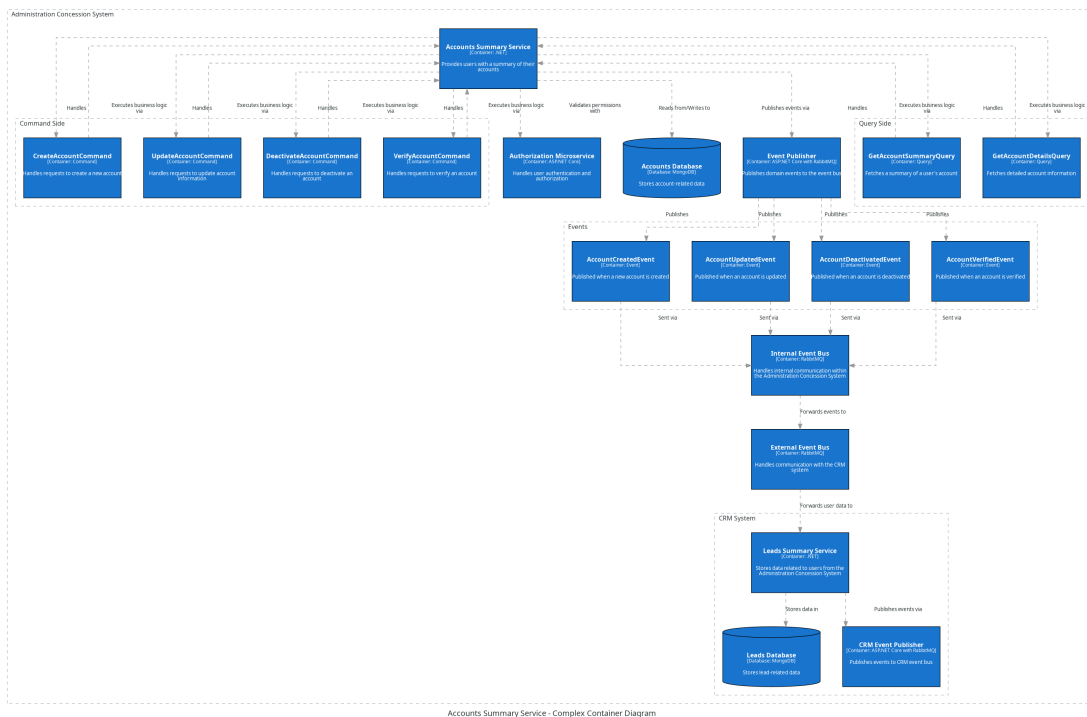 Administration Concession System
Accounts Summary Service
[Container: .NET]
Provides users with a summary of their
accounts
Handles
Executes business logic
via
Handles
Executes business logic
via
Handles
Executes business logic
via
Handles
Executes business logic
via
Validates permissions
with
Reads from/Writes to
Publishes events via
Handles
Executes business logic
via
Handles
Executes business logic
via
Command Side
CreateAccountCommand
[Container: Command]
Handles requests to create a new account
UpdateAccountCommand
[Container: Command]
Handles requests to update account
information
DeactivateAccountCommand
[Container: Command]
Handles requests to deactivate an
account
VerifyAccountCommand
[Container: Command]
Handles requests to verify an account
Authorization Microservice
[Container: ASP.NET Core]
Handles user authentication and
authorization
Accounts Database
[Database: MongoDB]
Stores account-related data
Event Publisher
[Container: ASP.NET Core with RabbitMQ]
Publishes domain events to the event bus
Query Side
GetAccountSummaryQuery
[Container: Query]
Fetches a summary of a user's account
GetAccountDetailsQuery
[Container: Query]
Fetches detailed account information
Publishes
Publishes
Publishes
Publishes
Events
AccountCreatedEvent
[Container: Event]
Published when a new account is created
AccountUpdatedEvent
[Container: Event]
Published when an account is updated
AccountDeactivatedEvent
[Container: Event]
Published when an account is deactivated
AccountVerifiedEvent
[Container: Event]
Published when an account is verified
Sent via
Sent via
Sent via
Sent via
Internal Event Bus
[Container: RabbitMQ]
Handles internal communication within
the Administration Concession System
Forwards events to
External Event Bus
[Container: RabbitMQ]
Handles communication with the CRM
system
Forwards user data to
CRM System
Leads Summary Service
[Container: .NET]
Stores data related to users from the
Administration Concession System
Stores data in
Publishes events via
Leads Database
[Database: MongoDB]
Stores lead-related data
CRM Event Publisher
[Container: ASP.NET Core with RabbitMQ]
Publishes events to CRM event bus
Accounts Summary Service - Complex Container Diagram